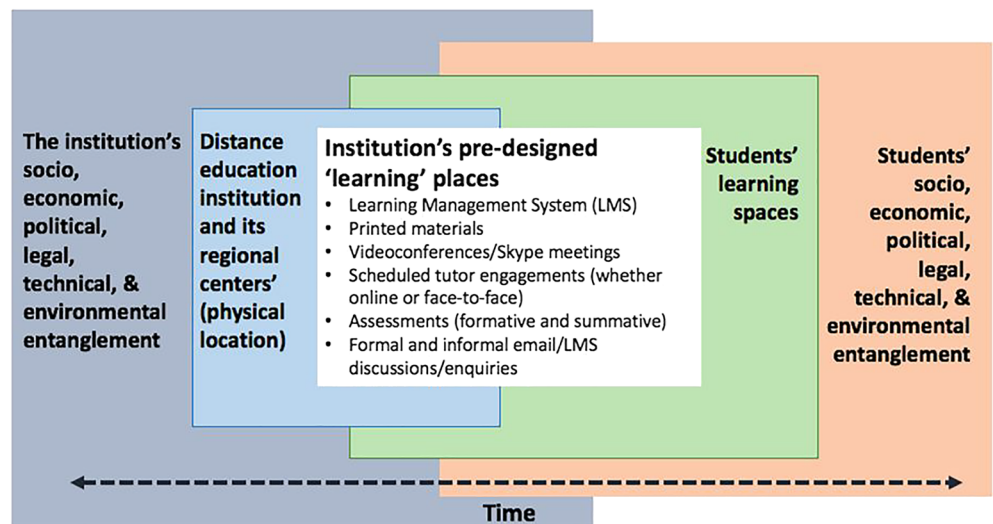 The institution's
socio,
economic,
political,
legal,
technical, &
environmental
entanglement
Distance
education
institution
and its
regional
centers'
(physical
location)
Institution's pre-designed
'learning' places
• Learning Management System (LMS)
• Printed materials
• Videoconferences/Skype meetings
• Scheduled tutor engagements (whether
online or face-to-face)
• Assessments (formative and summative)
• Formal and informal email/LMS
discussions/enquiries
Students'
learning
spaces
Students'
socio,
economic,
political,
legal,
technical, &
environmental
entanglement
Time